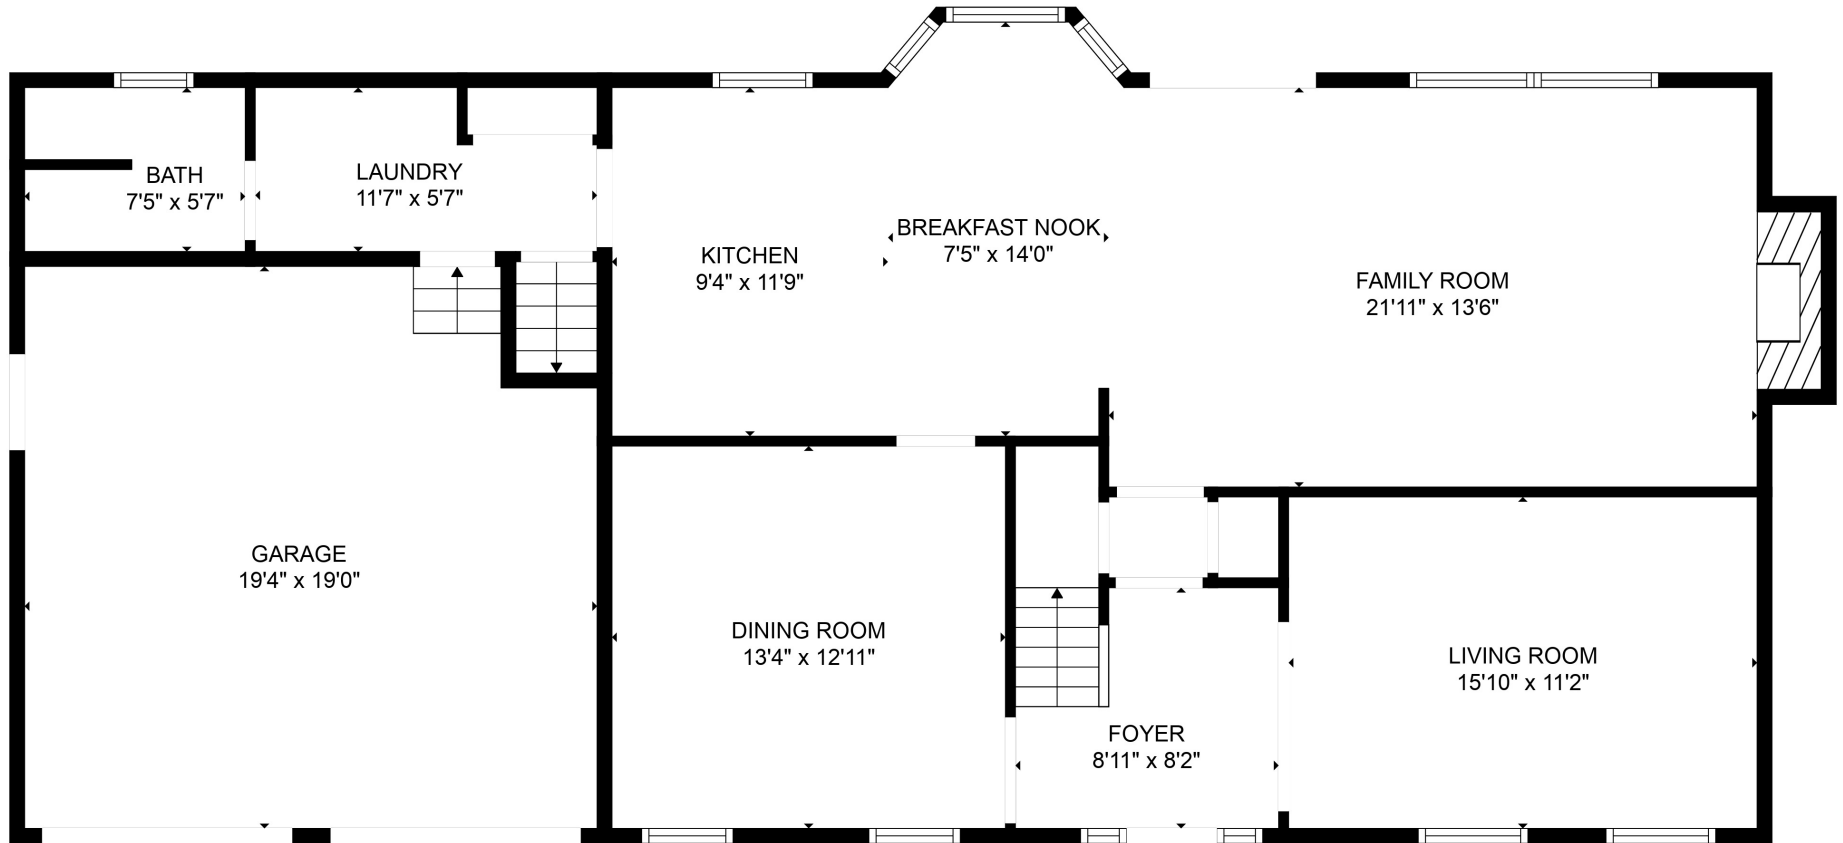 BATH
7'5" x 5'7"
LAUNDRY
11'7" x 5'7"
KITCHEN
9'4" x 11'9"
BREAKFAST NOOK
7'5" x 14'0"
FAMILY ROOM
21'11" x 13'6"
GARAGE
19'4" x 19'0"
DINING ROOM
13'4" x 12'11"
FOYER
8'11" x 8'2"
LIVING ROOM
15'10" x 11'2"